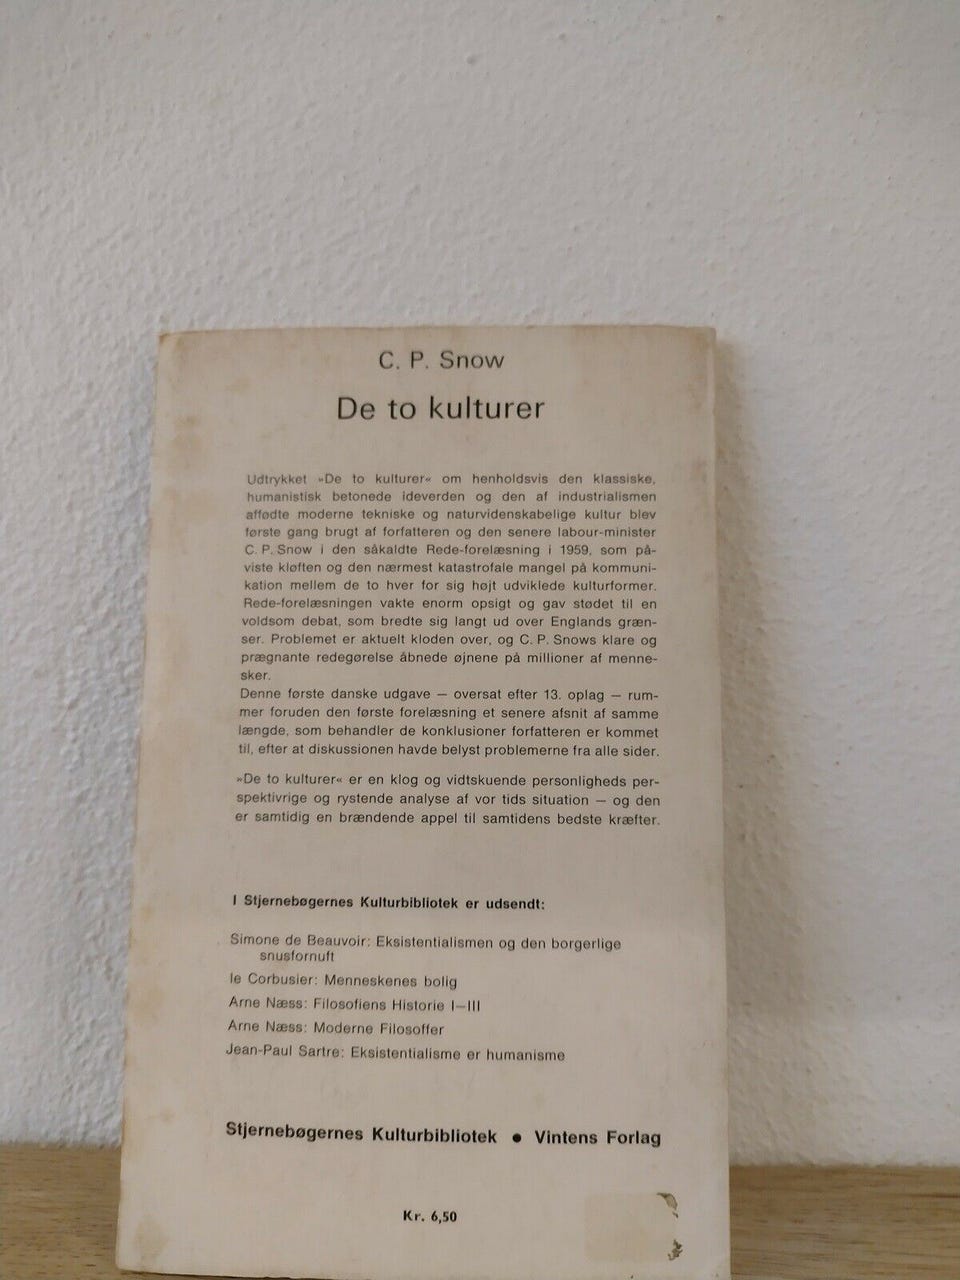 C. P. Snow
De to kulturer
Udtrykket »De to kulturer« om henholdsvis den klassiske,
humanistisk betonede ideverden og den af industrialismen
affødte moderne tekniske og naturvidenskabelige kultur blev
første gang brugt af forfatteren og den senere labour-minister
C. P. Snow i den såkaldte Rede-forelæsning i 1959, som på-
viste kløften og den nærmest katastrofale mangel på kommuni-
kation mellem de to hver for sig højt udviklede kulturformer.
Rede-forelæsningen vakte enorm opsigt og gav stødet til en
voldsom debat, som bredte sig langt ud over Englands græn-
ser. Problemet er aktuelt kloden over, og C. P. Snows klare og
prægnante redegørelse åbnede øjnene på millioner af menne-
sker.
Denne første danske udgave — oversat efter 13. oplag — rum-
mer foruden den første forelæsning et senere afsnit af samme
længde, som behandler de konklusioner forfatteren er kommet
til, efter at diskussionen havde belyst problemerne fra alle sider.
»De to kulturer« er en klog og vidtskuende personligheds per-
spektivrige og rystende analyse af vor tids situation — og den
er samtidig en brændende appel til samtidens bedste kræfter.
I Stjernebøgernes Kulturbibliotek er udsendt:
Simone de Beauvoir: Eksistentialismen og den borgerlige
snusfornuft
le Corbusier: Menneskenes bolig
Arne Næss: Filosofiens Historie I—III
Arne Næss: Moderne Filosoffer
Jean-Paul Sartre: Eksistentialisme er humanisme
Stjernebøgernes Kulturbibliotek ● Vintens Forlag
Kr. 6,50